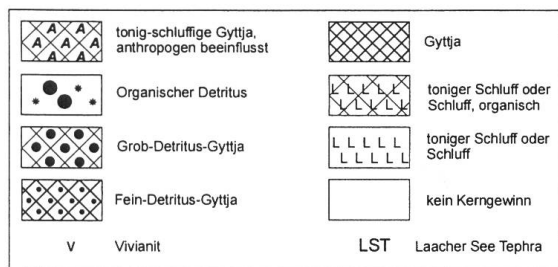 tonig-schluffige Gyttja,
anthropogen beeinflusst
Organischer Detritus
Grob-Detritus-Gyttja
Fein-Detritus-Gyttja
v Vivianit
Gyttja
toniger Schluff oder
Schluff, organisch
toniger Schluff oder
Schluff
kein Kerngewinn
LST Laacher See Tephra